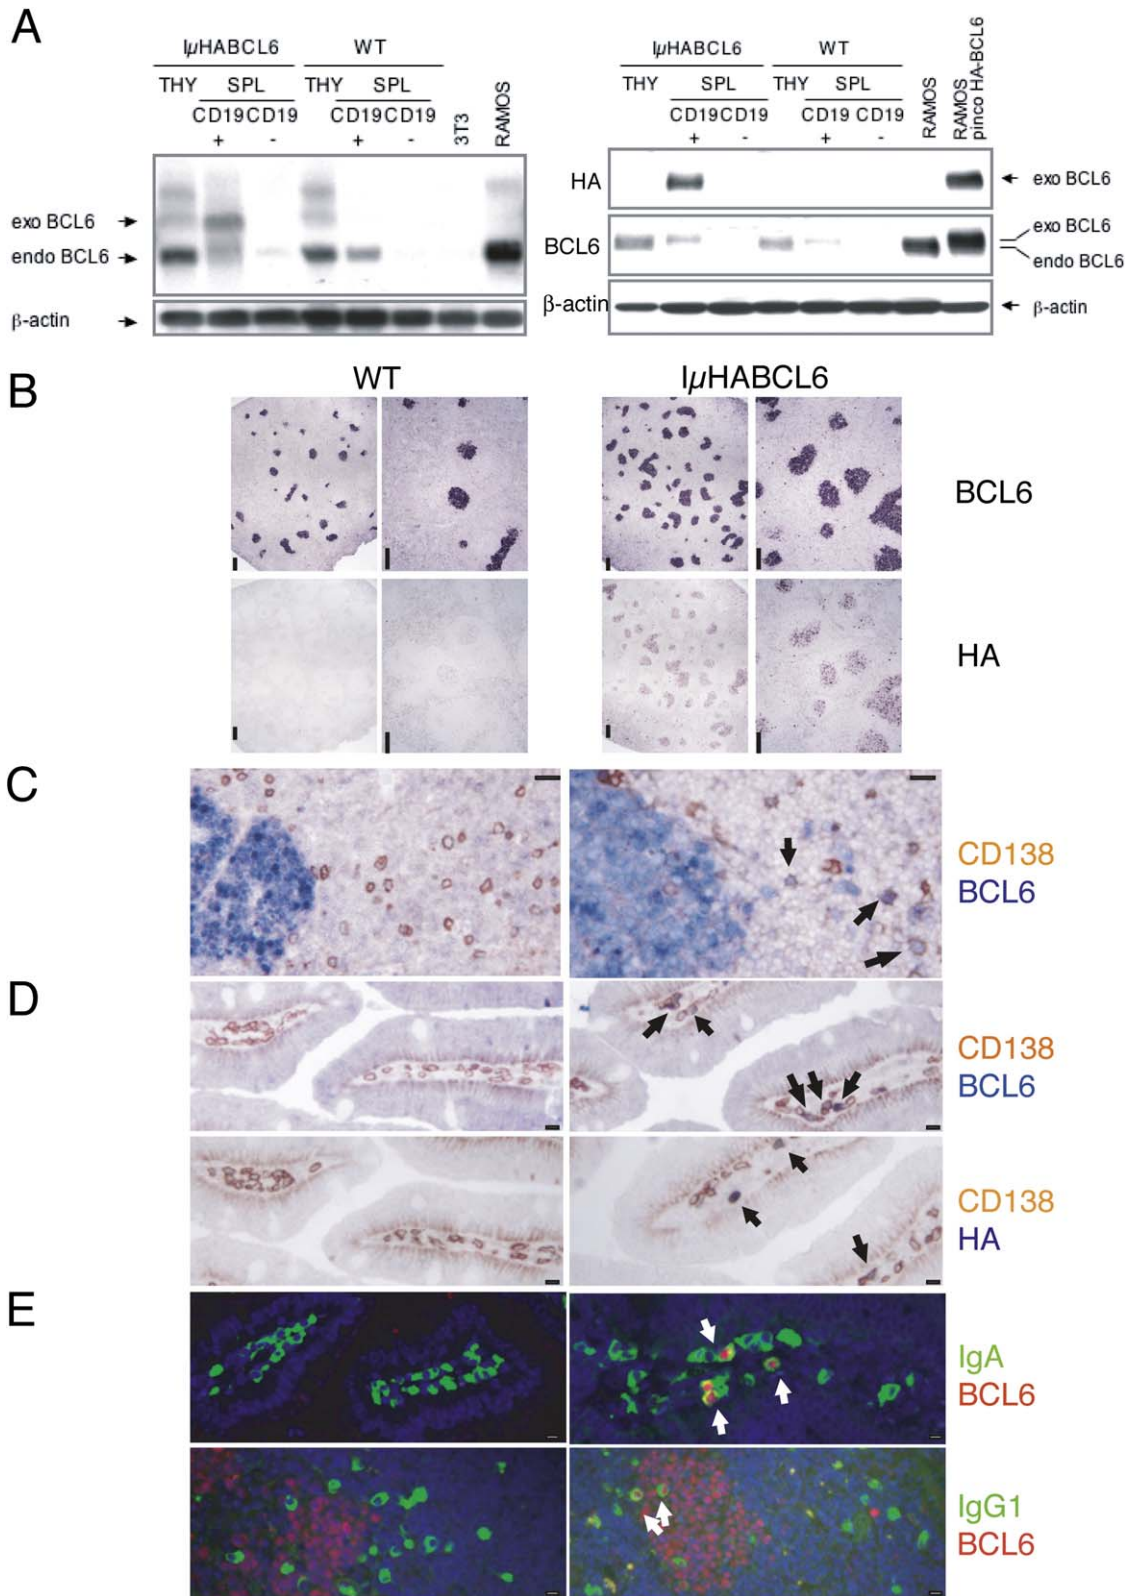 A
IμHABCL6 WT
THY SPL THY SPL
CD19 CD19 CD19 CD19
+ - + -
3T3
RAMOS
exo BCL6
endo BCL6
β-actin
IμHABCL6 WT
THY SPL THY SPL
CD19 CD19 CD19 CD19
+ - + -
RAMOS
RAMOS
pinco HA-BCL6
HA
exo BCL6
BCL6
exo BCL6
endo BCL6
β-actin
β-actin
B
WT IμHABCL6
BCL6
HA
C
CD138
BCL6
D
CD138
BCL6
CD138
HA
E
IgA
BCL6
IgG1
BCL6